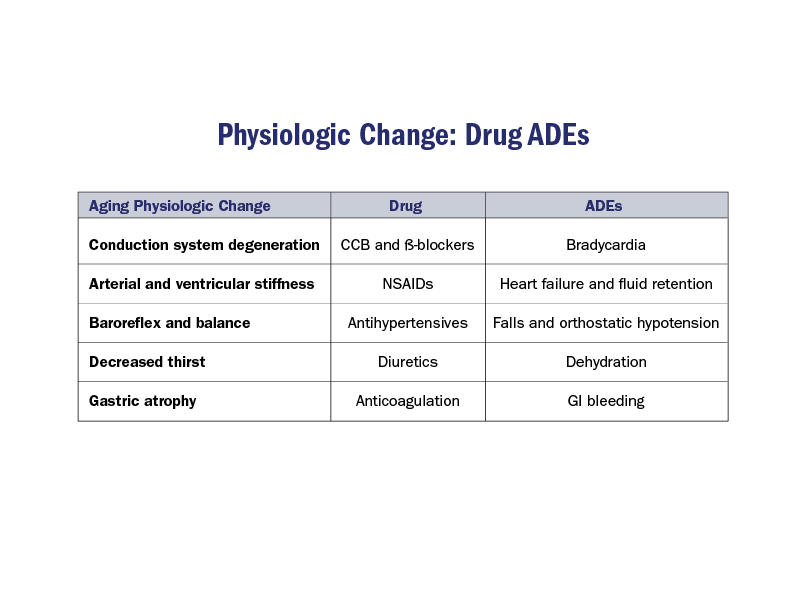 Physiologic Change: Drug ADEs
Aging Physiologic Change Drug ADEs
Conduction system degeneration CCB and ß-blockers Bradycardia
Arterial and ventricular stiffness NSAIDs Heart failure and fluid retention
Baroreflex and balance Antihypertensives Falls and orthostatic hypotension
Decreased thirst Diuretics Dehydration
Gastric atrophy Anticoagulation GI bleeding